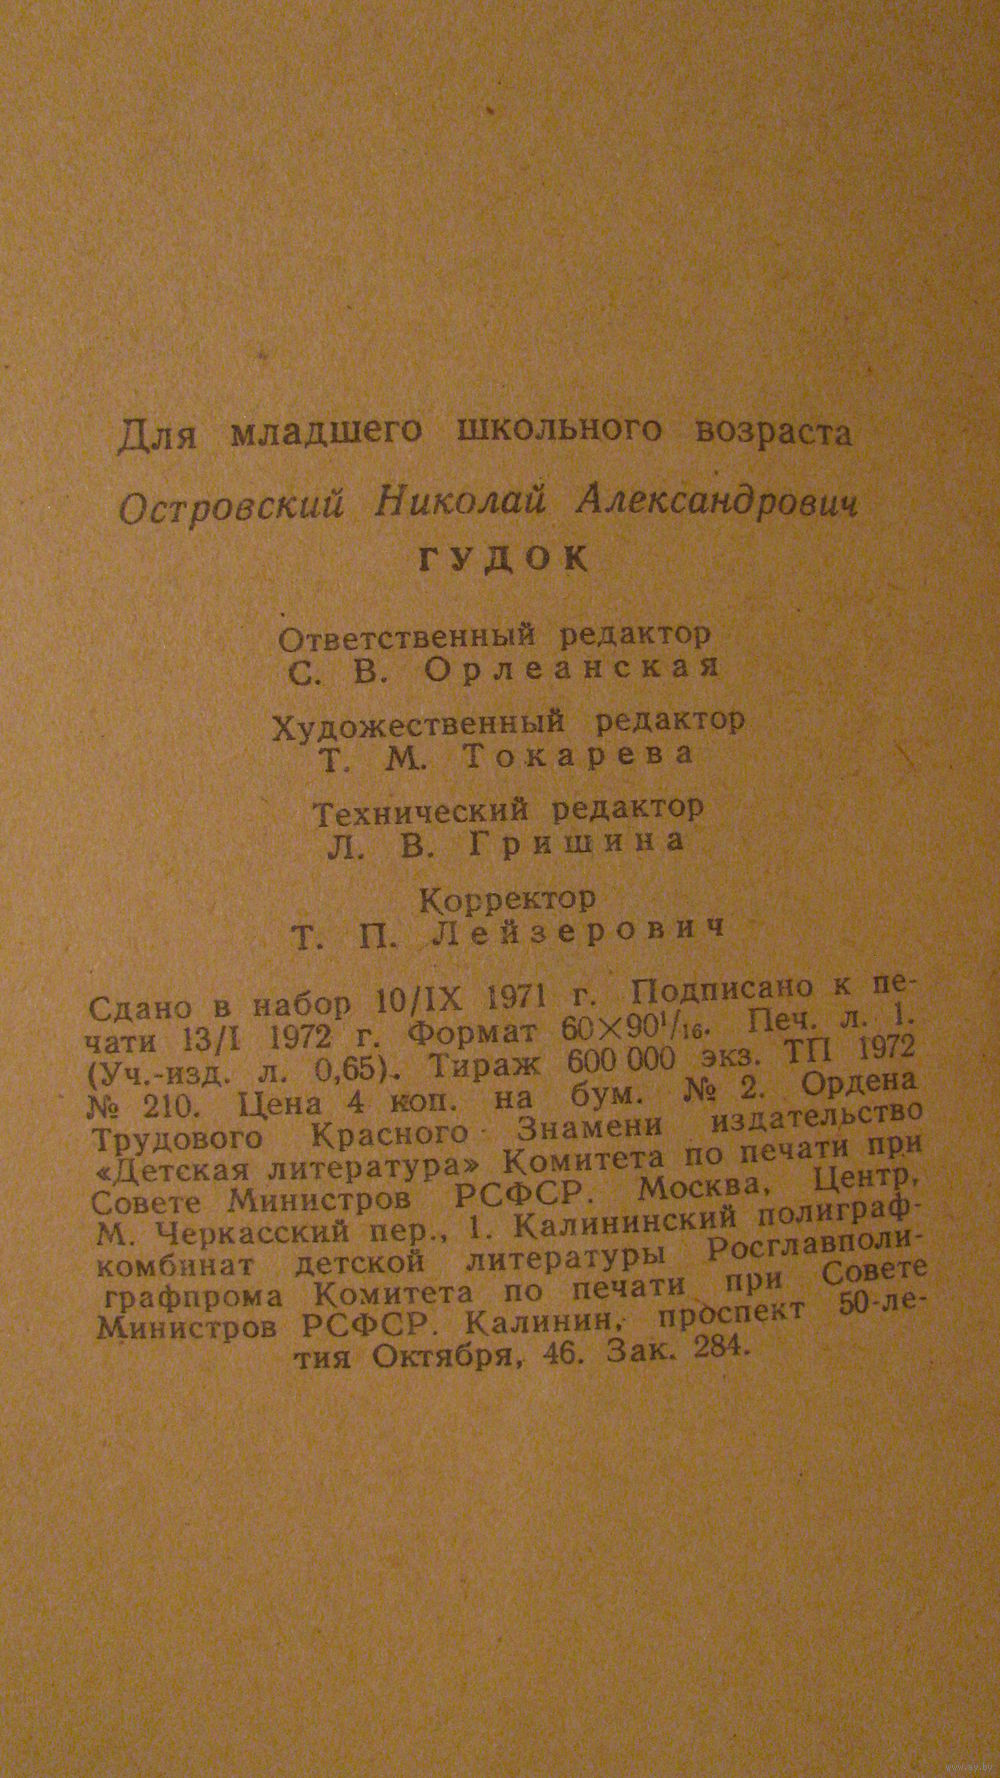 Для младшего школьного возраста
Островский Николай Александрович
ГУДОК
Ответственный редактор
С. В. Орлеанская
Художественный редактор
Т. М. Токарева
Технический редактор
Л. В. Гришина
Корректор
Т. П. Лейзерович
Сдано в набор 10/IX 1971 г. Подписано к пе-
чати 13/I 1972 г. Формат 60×90¹/₁₆. Печ. л. 1.
(Уч.-изд. л. 0,65). Тираж 600 000 экз. ТП 1972
№ 210. Цена 4 коп. на бум. № 2. Ордена
Трудового Красного Знамени издательство
«Детская литература» Комитета по печати при
Совете Министров РСФСР. Москва, Центр,
М. Черкасский пер., 1. Калининский полиграф-
комбинат детской литературы Росглавполи-
графпрома Комитета по печати при Совете
Министров РСФСР. Калинин, проспект 50-ле-
тия Октября, 46. Зак. 284.
www.ay.by